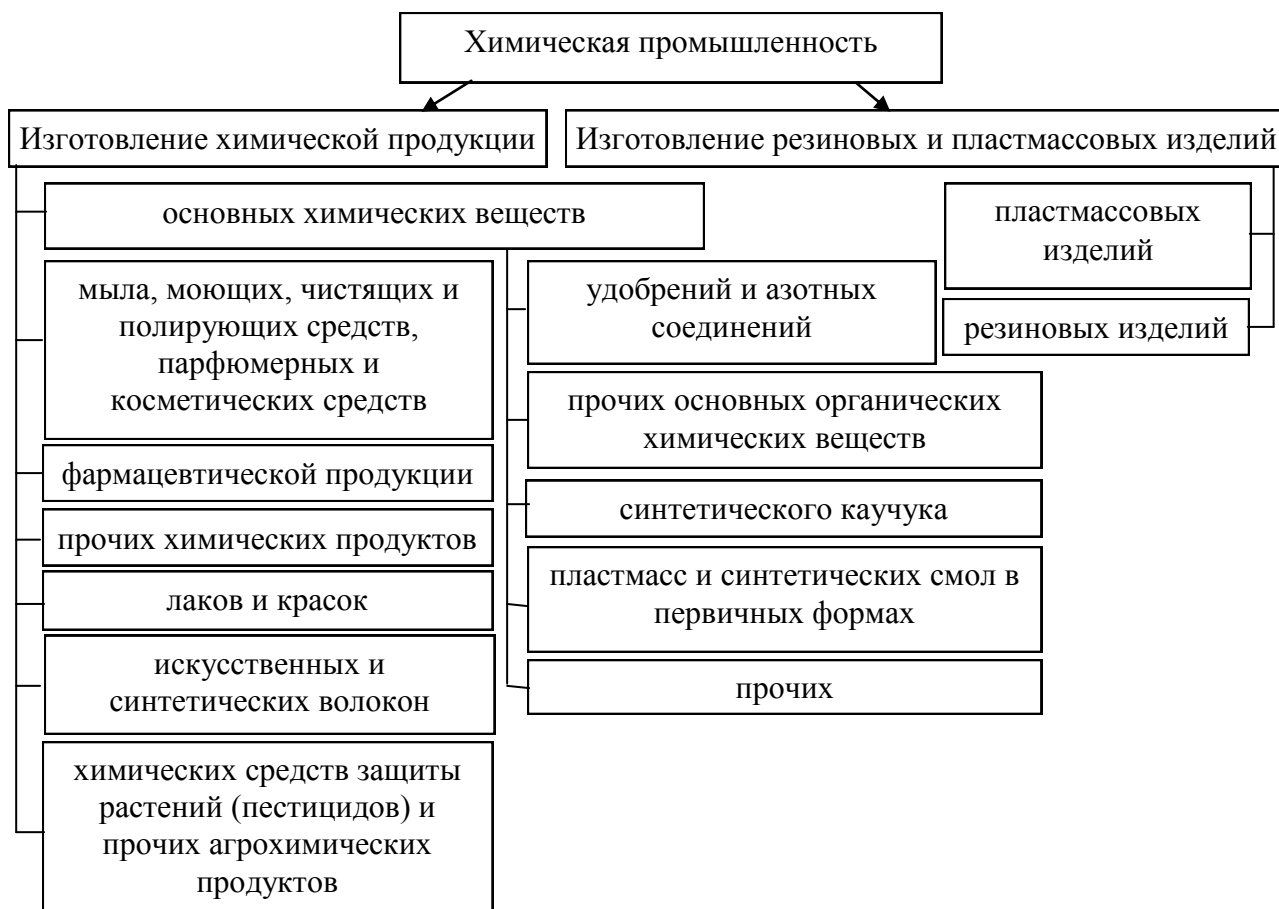 Химическая промышленность
Изготовление химической продукции
Изготовление резиновых и пластмассовых изделий
основных химических веществ
мыла, моющих, чистящих и
полирующих средств,
парфюмерных и
косметических средств
фармацевтической продукции
прочих химических продуктов
лаков и красок
искусственных и
синтетических волокон
химических средств защиты
растений (пестицидов) и
прочих агрохимических
продуктов
удобрений и азотных
соединений
прочих основных органических
химических веществ
синтетического каучука
пластмасс и синтетических смол в
первичных формах
прочих
пластмассовых
изделий
резиновых изделий